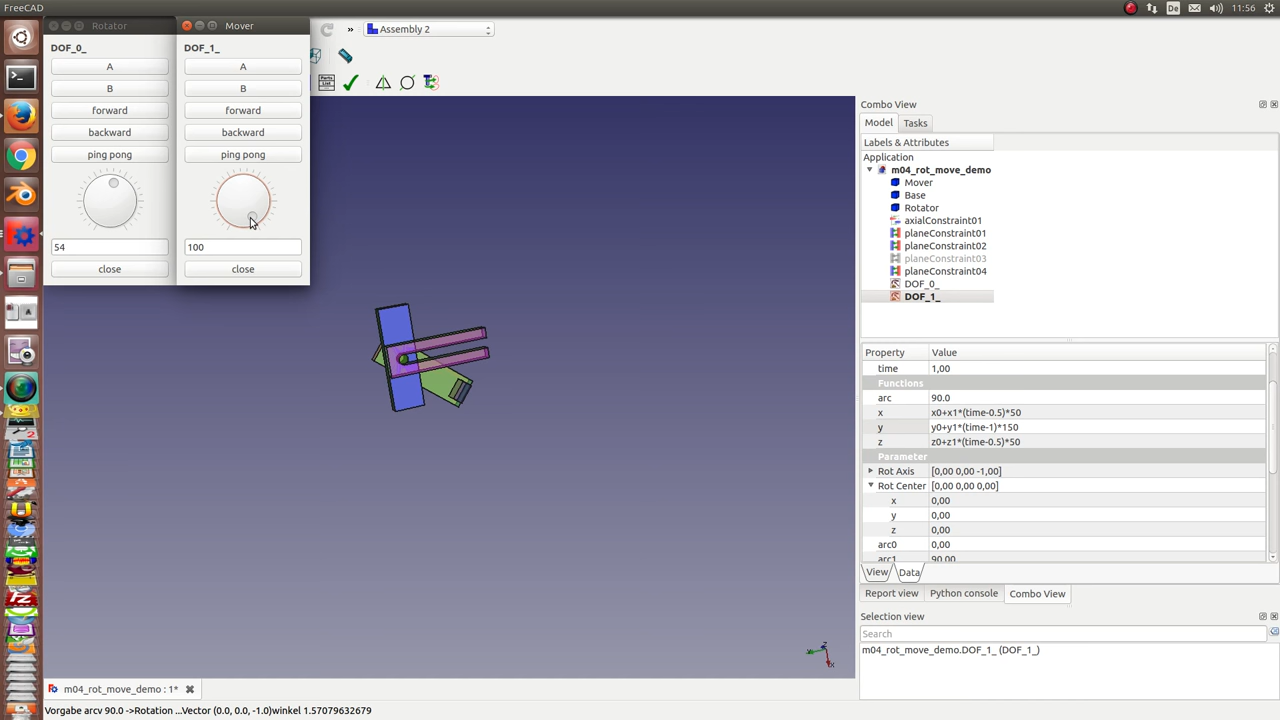 FreeCAD
De
11:56
Rotator
Mover
DOF_0_
DOF_1_
A
A
B
B
forward
forward
backward
backward
ping pong
ping pong
54
100
close
close
»
Assembly 2
Parts List
Combo View
Model
Tasks
Labels & Attributes
Application
m04_rot_move_demo
Mover
Base
Rotator
axialConstraint01
planeConstraint01
planeConstraint02
planeConstraint03
planeConstraint04
DOF_0_
DOF_1_
Property
Value
time
1,00
Functions
arc
90.0
x
x0+x1*(time-0.5)*50
y
y0+y1*(time-1)*150
z
z0+z1*(time-0.5)*50
Parameter
Rot Axis
[0,00 0,00 -1,00]
Rot Center
[0,00 0,00 0,00]
x
0,00
y
0,00
z
0,00
arc0
0,00
arc1
90,00
View
Data
Report view
Python console
Combo View
Selection view
Search
m04_rot_move_demo.DOF_1_ (DOF_1_)
m04_rot_move_demo : 1*
Vorgabe arcv 90.0 ->Rotation ...Vector (0.0, 0.0, -1.0)winkel 1.57079632679